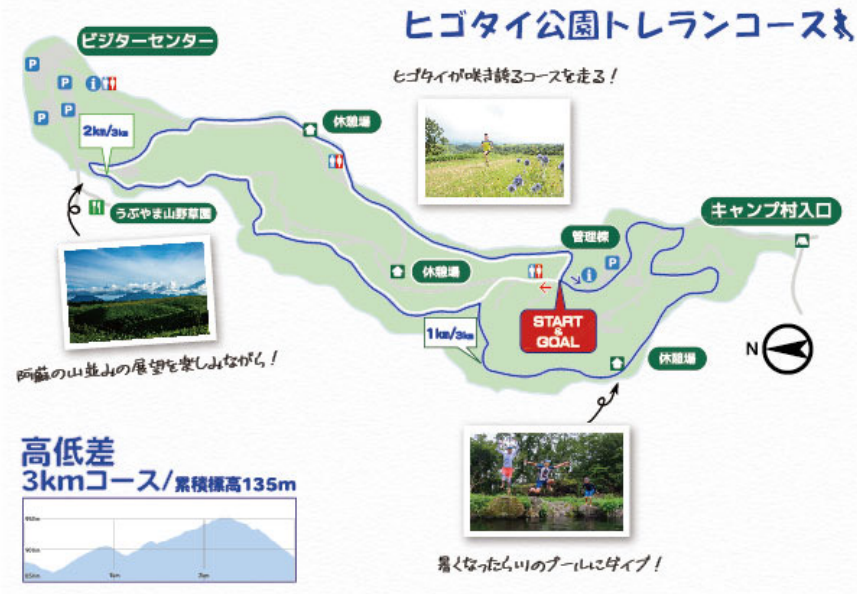 ヒゴタイ公園トレランコース
ビジターセンター
ヒゴタイが咲き誇るコースを走る！
P
P
P
P
i
休憩場
2km/3km
キャンプ村入口
うぶやま山野草園
管理棟
P
i
休憩場
START
&
GOAL
1km/3km
N
休憩場
阿蘇の山並みの展望を楽しみながら！
高低差
3kmコース/累積標高135m
1km
2km
暑くなったら川のプールにダイブ！